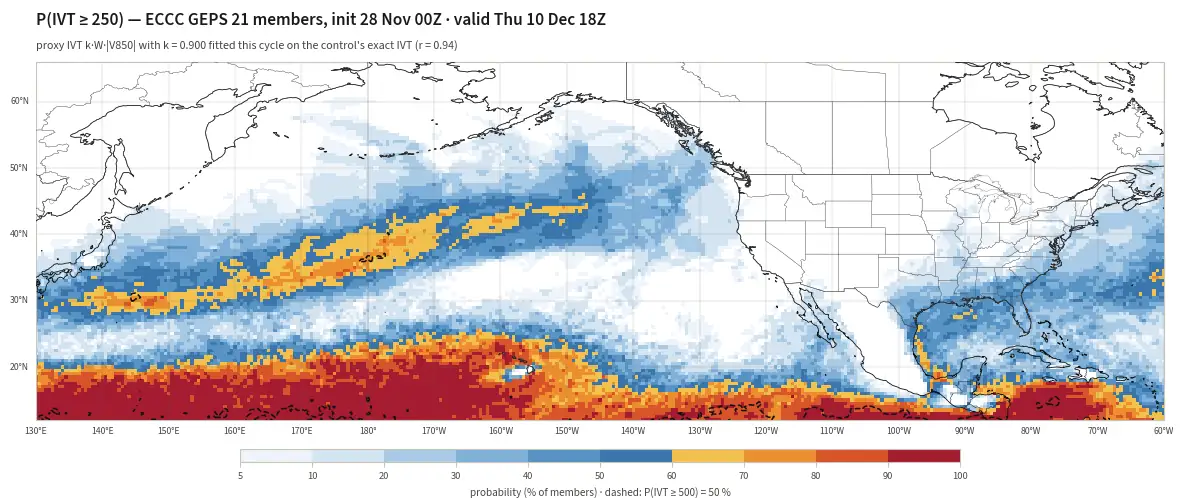 P(IVT ≥ 250) — ECCC GEPS 21 members, init 28 Nov 00Z · valid Thu 10 Dec 18Z
proxy IVT k·W·|V850| with k = 0.900 fitted this cycle on the control's exact IVT (r = 0.94)
60°N
50°N
40°N
30°N
20°N
130°E 140°E 150°E 160°E 170°E 180° 170°W 160°W 150°W 140°W 130°W 120°W 110°W 100°W 90°W 80°W 70°W 60°W
5 10 20 30 40 50 60 70 80 90 100
probability (% of members) · dashed: P(IVT ≥ 500) = 50 %